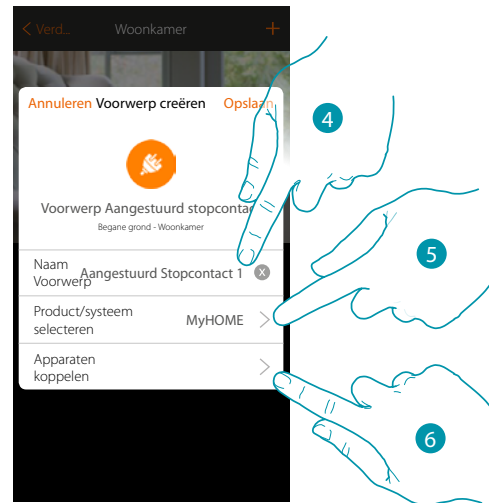 < Verd... Woonkamer +
Annuleren Voorwerp creëren Opslaan
Voorwerp Aangestuurd stopcontac
Begane grond - Woonkamer
Naam
Voorwerp
Aangestuurd Stopcontact 1 X
Product/systeem
selecteren
MyHOME >
Apparaten
koppelen >
4
5
6